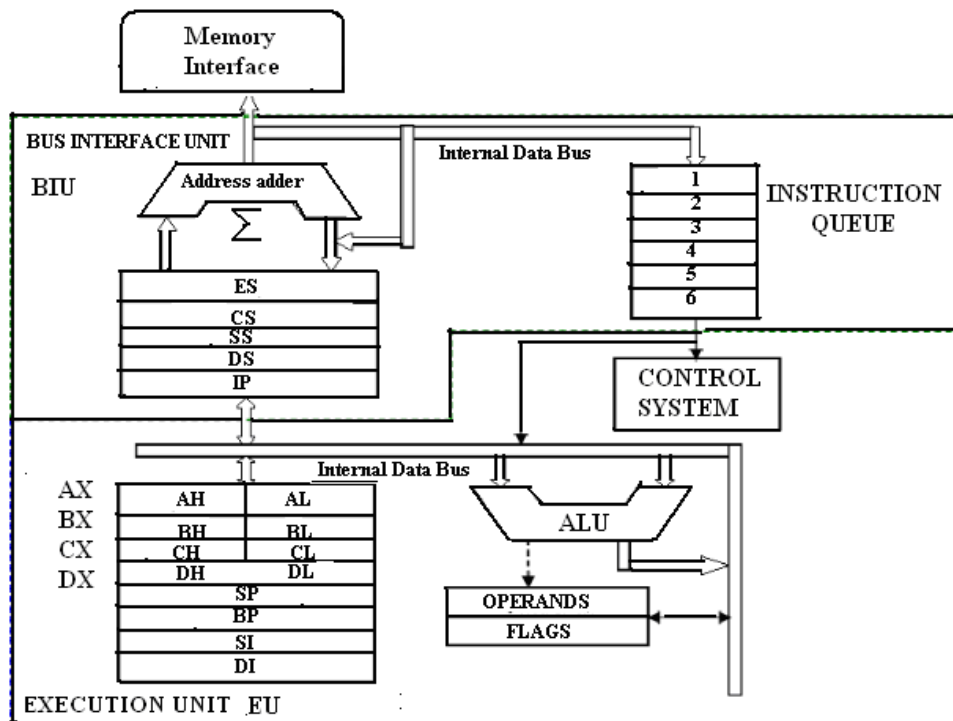 Memory
Interface
BUS INTERFACE UNIT
Internal Data Bus
BIU
Address adder
Σ
1
2
3
4
5
6
INSTRUCTION
QUEUE
ES
CS
SS
DS
IP
CONTROL
SYSTEM
Internal Data Bus
AX
BX
CX
DX
AH AL
BH BL
CH CL
DH DL
SP
BP
SI
DI
ALU
OPERANDS
FLAGS
EXECUTION UNIT EU